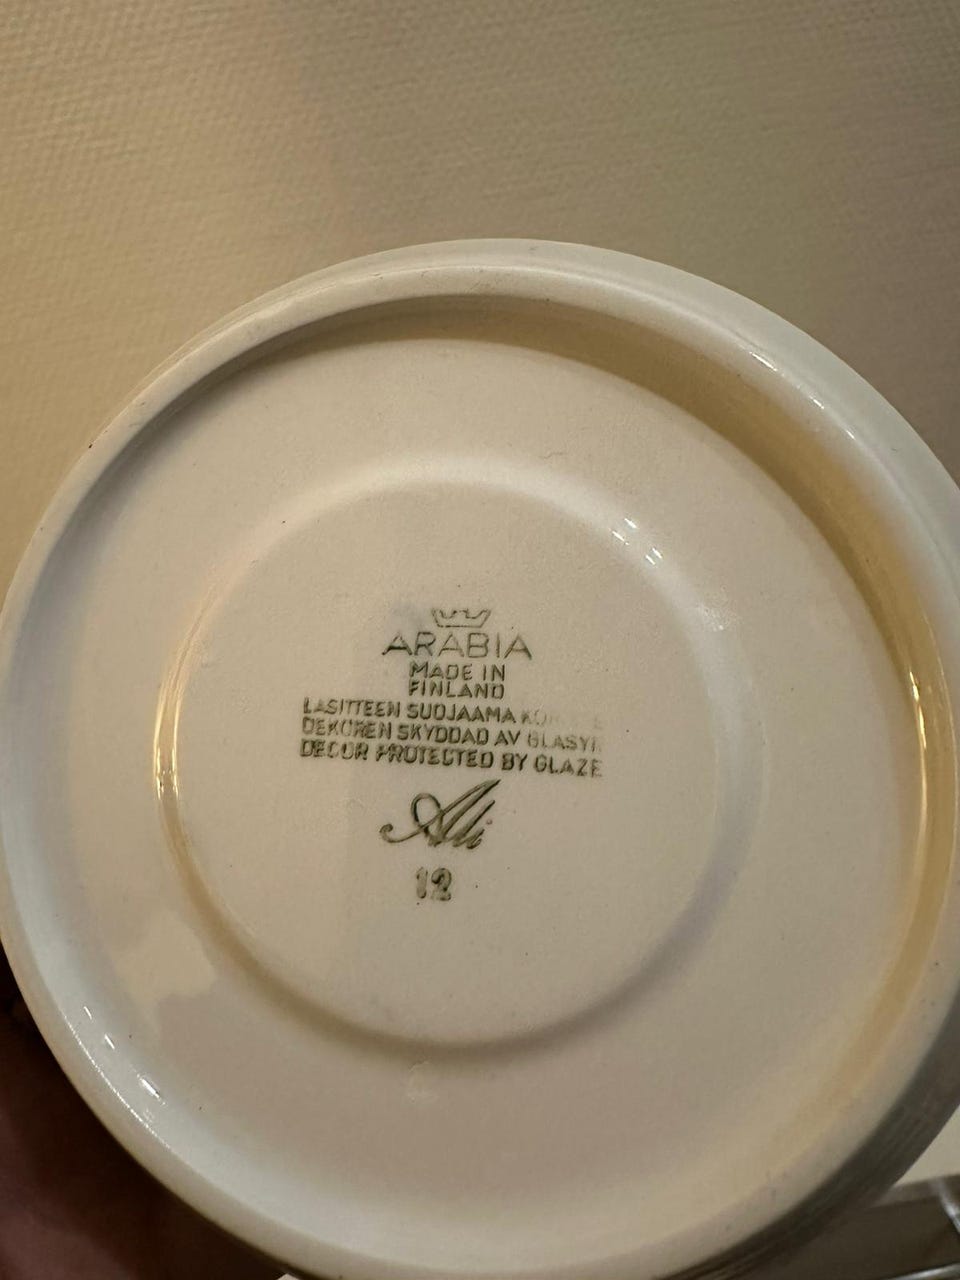 ARABIA
MADE IN
FINLAND
LASITTEEN SUOJAAMA
DEKOREN SKYDDAD AV GLASYR
DECOR PROTECTED BY GLAZE
Ali
12